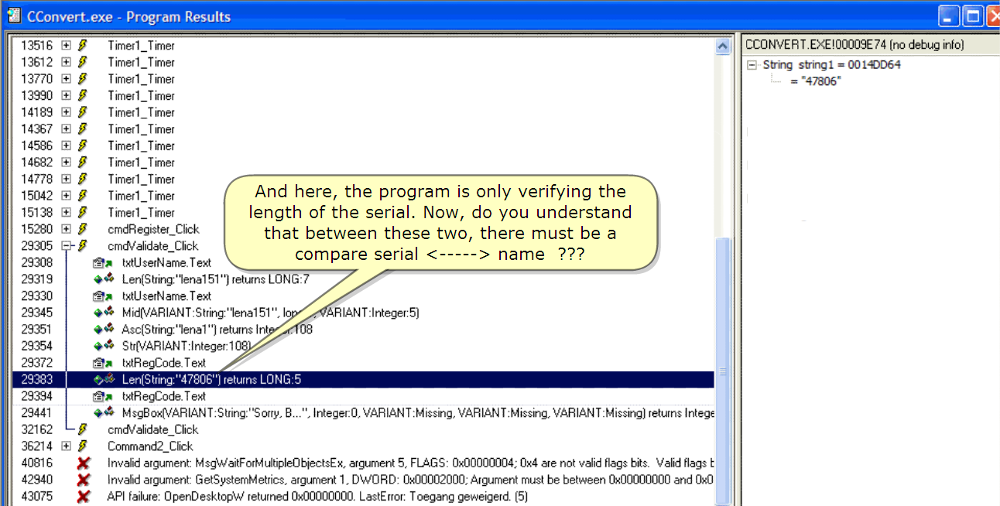 CConvert.exe - Program Results
13516 Timer1_Timer
13612 Timer1_Timer
13770 Timer1_Timer
13990 Timer1_Timer
14189 Timer1_Timer
14367 Timer1_Timer
14586 Timer1_Timer
14682 Timer1_Timer
14778 Timer1_Timer
15042 Timer1_Timer
15138 Timer1_Timer
15280 cmdRegister_Click
29305 cmdValidate_Click
29308 txtUserName.Text
29319 Len(String:"lena151") returns LONG:7
29330 txtUserName.Text
29345 Mid(VARIANT:String:"lena151", VARIANT:Integer:5)
29351 Asc(String:"lena1") returns 108
29354 Str(VARIANT:Integer:108)
29372 txtRegCode.Text
29383 Len(String:"47806") returns LONG:5
29394 txtRegCode.Text
29441 MsgBox(VARIANT:String:"Sorry, B...", Integer:0, VARIANT:Missing, VARIANT:Missing, VARIANT:Missing) returns Intege
32162 cmdValidate_Click
36214 Command2_Click
40816 Invalid argument: MsgWaitForMultipleObjectsEx, argument 5, FLAGS: 0x00000004; 0x4 are not valid flags bits. Valid flags b
42940 Invalid argument: GetSystemMetrics, argument 1, DWORD: 0x00002000; Argument must be between 0x00000000 and 0x0
43075 API failure: OpenDesktopW returned 0x00000000. LastError: Toegang geweigerd. (5)
And here, the program is only verifying the
length of the serial. Now, do you understand
that between these two, there must be a
compare serial <-----> name ???
CCONVERT.EXE!00009E74 (no debug info)
String string1 = 0014DD64
= "47806"